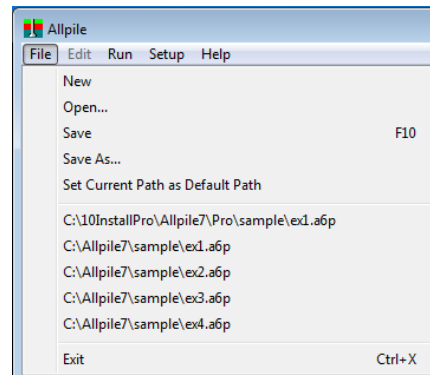 Allpile
File Edit Run Setup Help
New
Open...
Save F10
Save As...
Set Current Path as Default Path
C:\10InstallPro\Allpile7\Pro\sample\ex1.a6p
C:\Allpile7\sample\ex1.a6p
C:\Allpile7\sample\ex2.a6p
C:\Allpile7\sample\ex3.a6p
C:\Allpile7\sample\ex4.a6p
Exit Ctrl+X